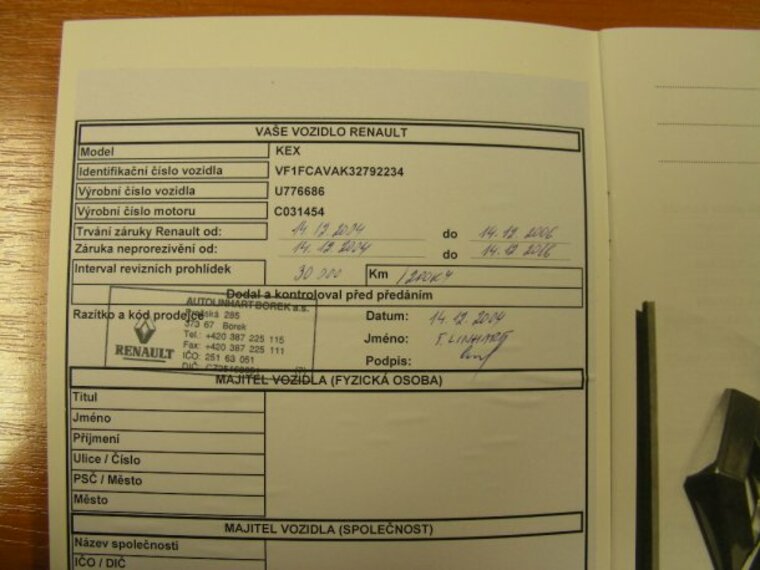 VAŠE VOZIDLO RENAULT
Model KEX
Identifikační číslo vozidla VF1FCAVAK32792234
Výrobní číslo vozidla U776686
Výrobní číslo motoru C031454
Trvání záruky Renault od: 14.12.2004 do 14.12.2006
Záruka neprorezivění od: 14.12.2004 do 14.12.2016
Interval revizních prohlídek 30 000 Km
Dodal a kontroloval před předáním
AUTOLINHART BOREK a.s.
Razítko a kód prodejce
285
373 67 Borek
Tel.: +420 387 225 115
Fax: +420 387 225 111
IČO: 251 63 051
DIČ:
RENAULT
Datum: 14.12.2004
Jméno: F. LINHART
Podpis:
MAJITEL VOZIDLA (FYZICKÁ OSOBA)
Titul
Jméno
Příjmení
Ulice / Číslo
PSČ / Město
Město
MAJITEL VOZIDLA (SPOLEČNOST)
Název společnosti
IČO / DIČ